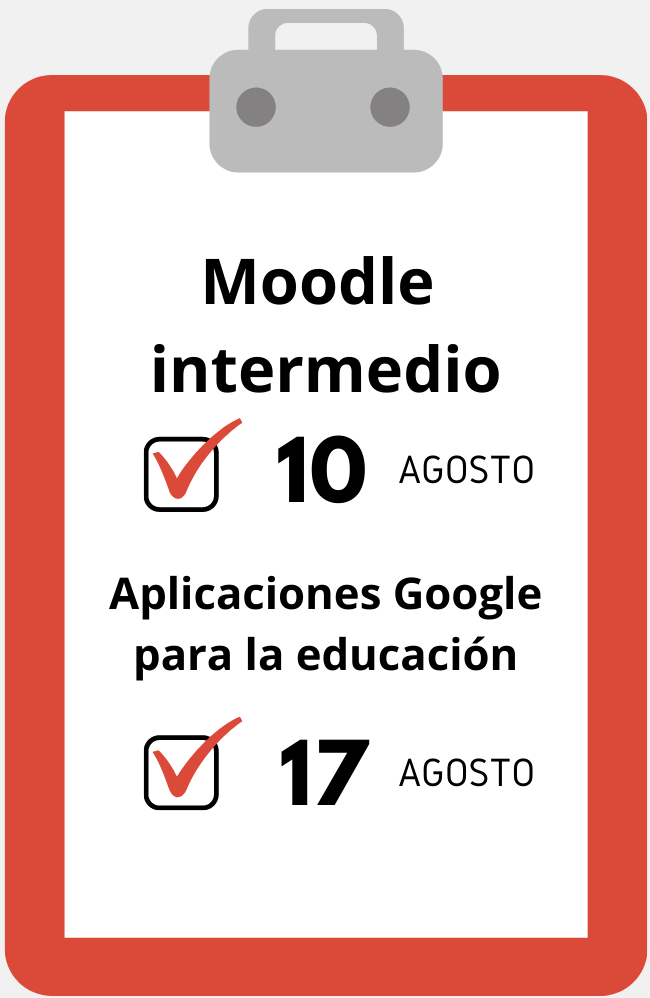 Moodle
intermedio
10 AGOSTO
Aplicaciones Google
para la educación
17 AGOSTO